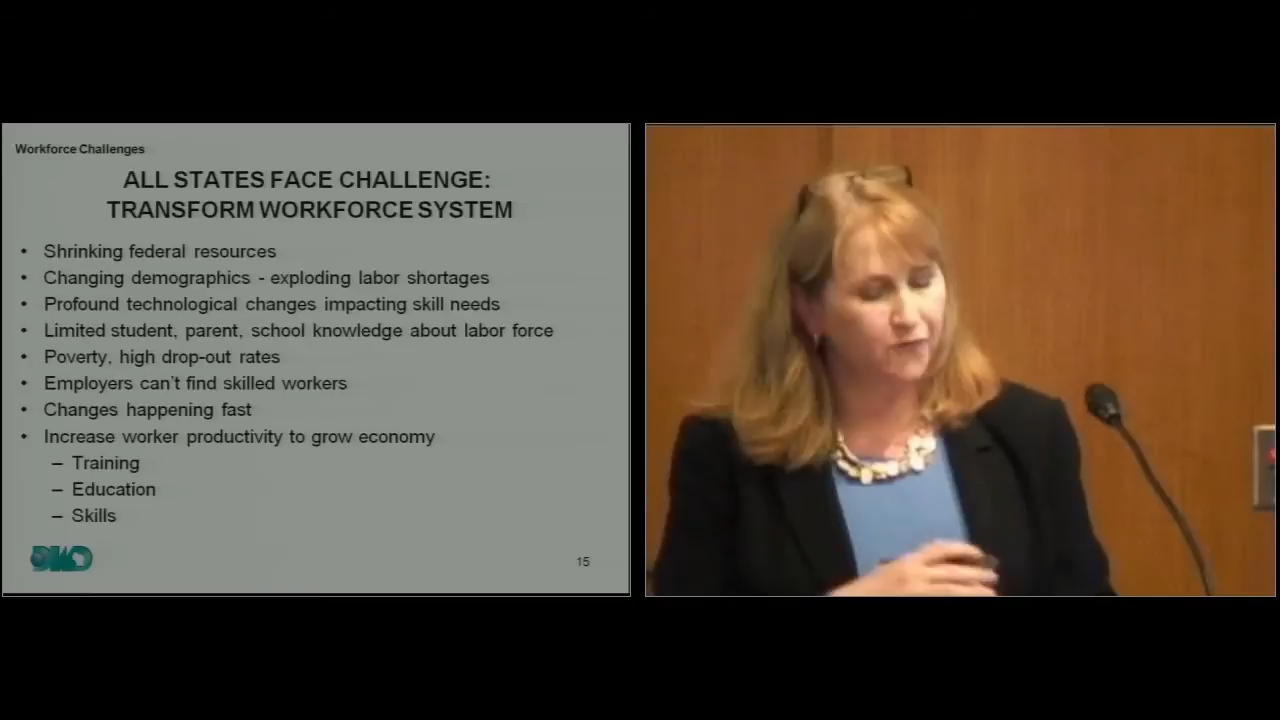 Workforce Challenges
ALL STATES FACE CHALLENGE:
TRANSFORM WORKFORCE SYSTEM
• Shrinking federal resources
• Changing demographics - exploding labor shortages
• Profound technological changes impacting skill needs
• Limited student, parent, school knowledge about labor force
• Poverty, high drop-out rates
• Employers can't find skilled workers
• Changes happening fast
• Increase worker productivity to grow economy
– Training
– Education
– Skills
DWD
15